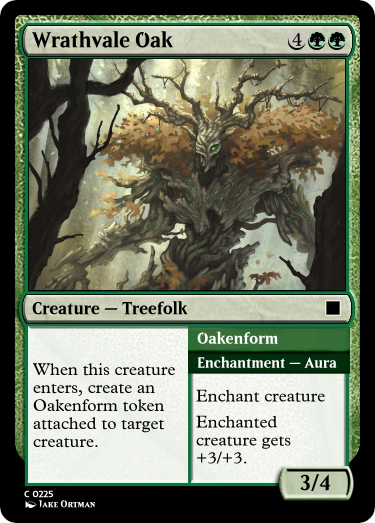 Wrathvale Oak 4
Creature — Treefolk
When this creature
enters, create an
Oakenform token
attached to target
creature.
Oakenform
Enchantment — Aura
Enchant creature
Enchanted
creature gets
+3/+3.
3/4
C 0225
Jake Ortman